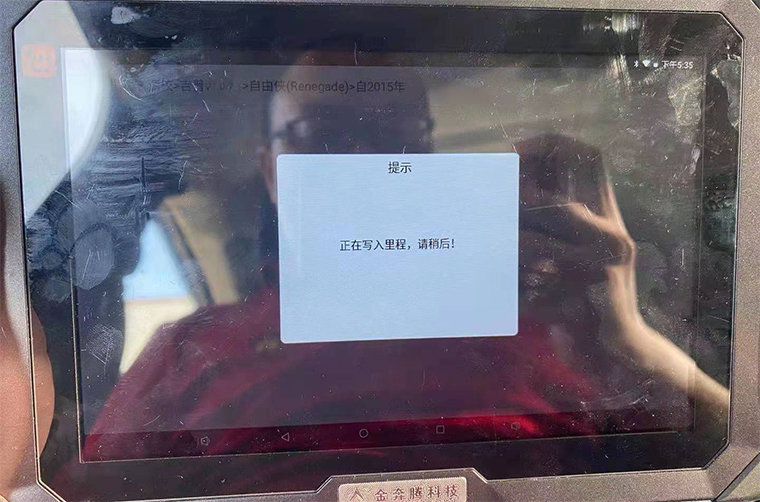 下午5:35
>自由侠(Renegade)>自2015年
提示
正在写入里程，请稍后！
金奔腾科技